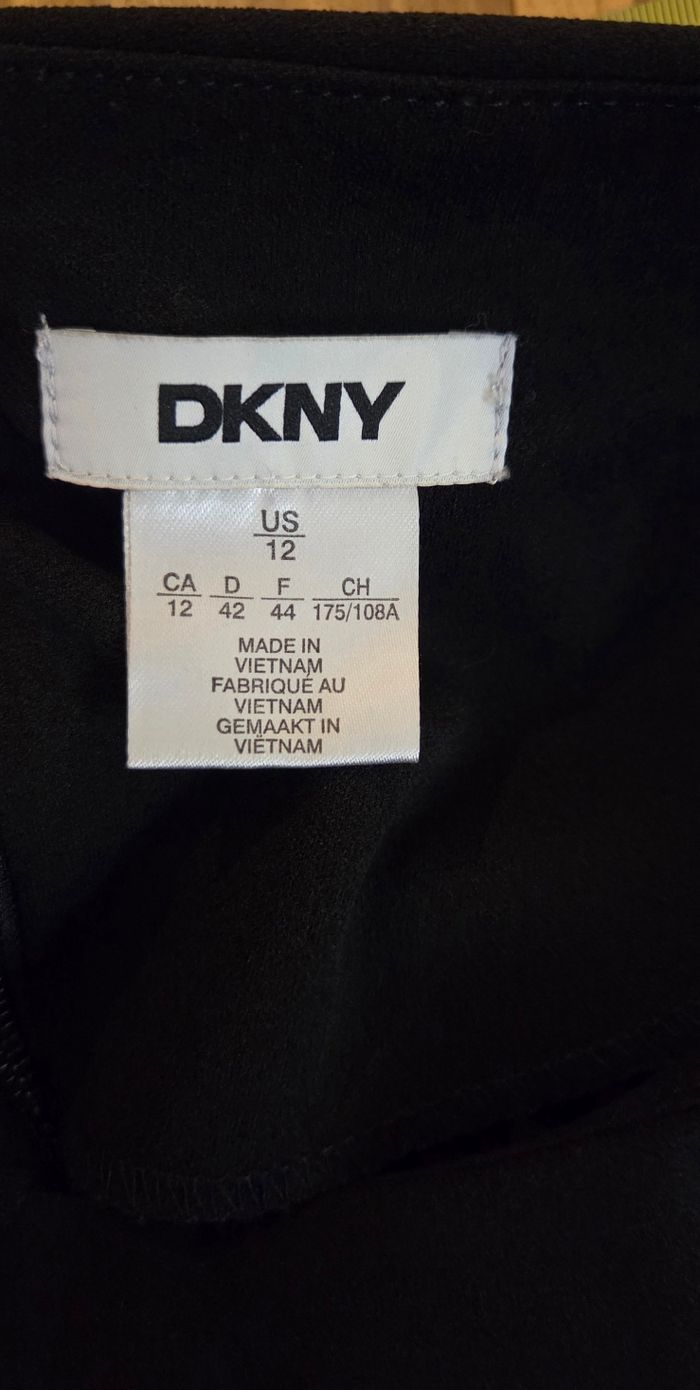 DKNY
US
12
CA D F CH
12 42 44 175/108A
MADE IN
VIETNAM
FABRIQUÉ AU
VIETNAM
GEMAAKT IN
VIËTNAM